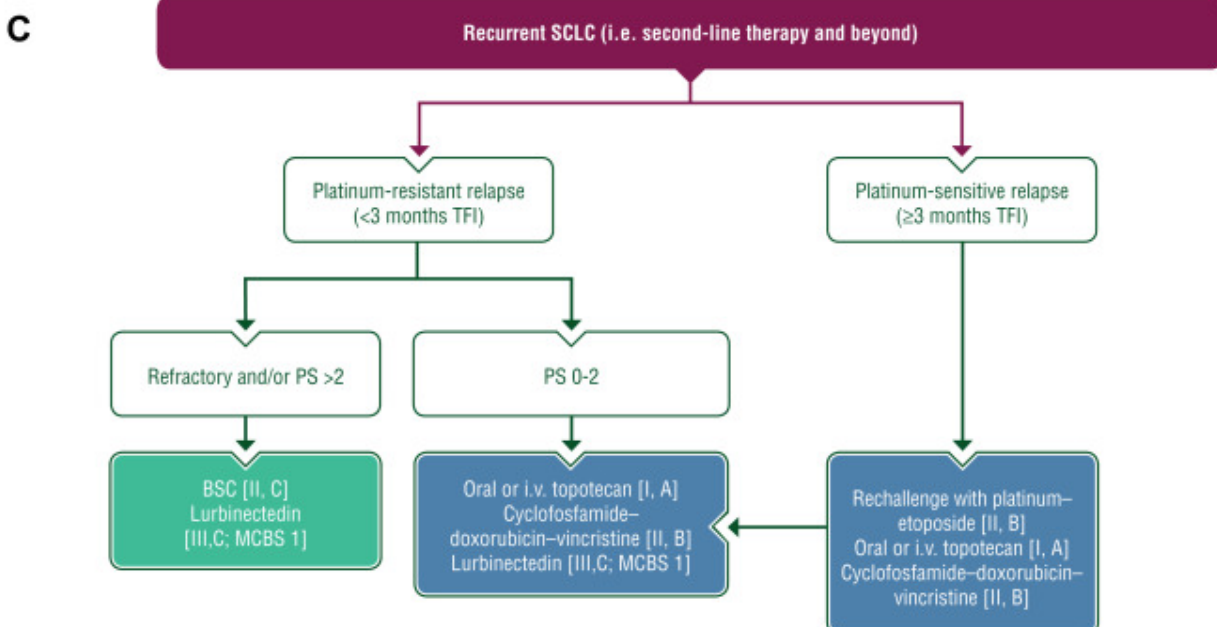 C
Recurrent SCLC (i.e. second-line therapy and beyond)
Platinum-resistant relapse
(<3 months TFI)
Platinum-sensitive relapse
(≥3 months TFI)
Refractory and/or PS >2
PS 0-2
BSC [II, C]
Lurbinectedin
[III,C; MCBS 1]
Oral or i.v. topotecan [I, A]
Cyclofosfamide–
doxorubicin–vincristine [II, B]
Lurbinectedin [III,C; MCBS 1]
Rechallenge with platinum–
etoposide [II, B]
Oral or i.v. topotecan [I, A]
Cyclofosfamide–doxorubicin–
vincristine [II, B]